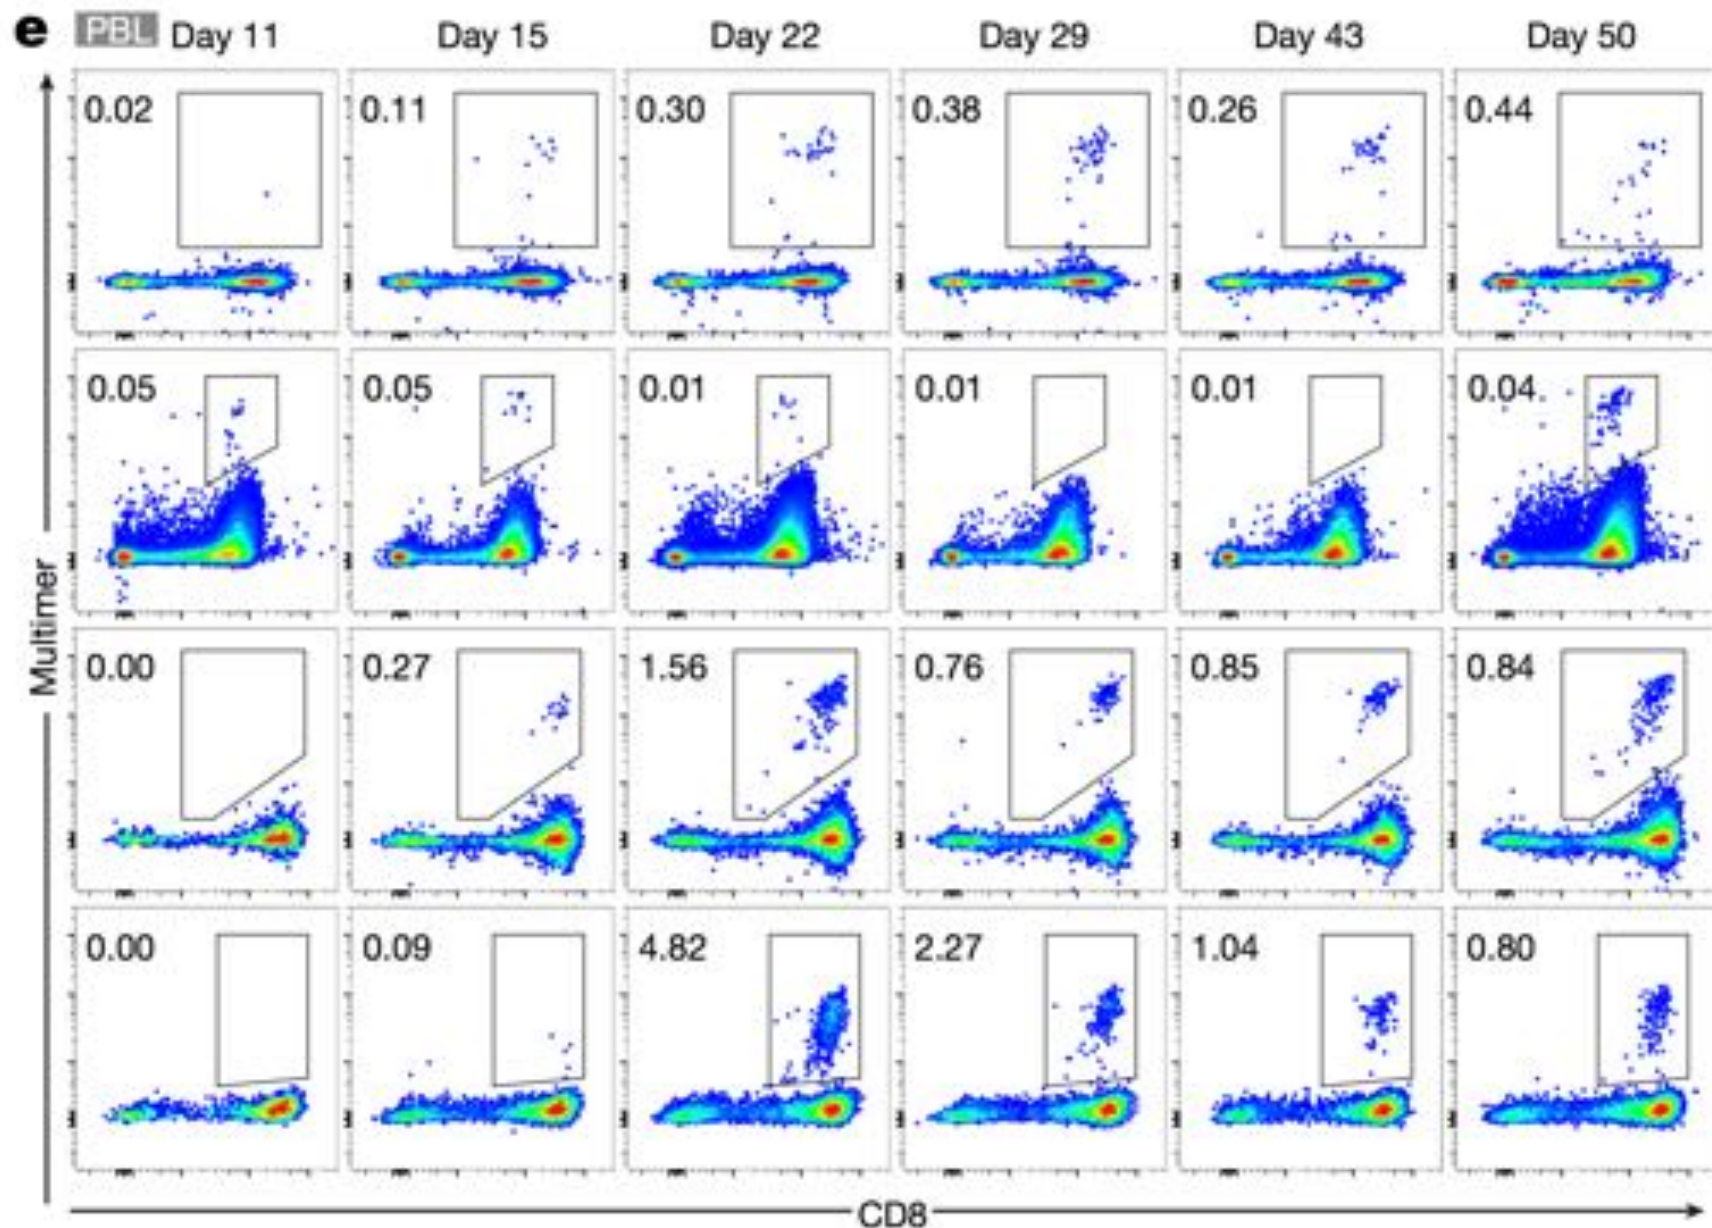 e PBL Day 11 Day 15 Day 22 Day 29 Day 43 Day 50
0.02 0.11 0.30 0.38 0.26 0.44
0.05 0.05 0.01 0.01 0.01 0.04
0.00 0.27 1.56 0.76 0.85 0.84
0.00 0.09 4.82 2.27 1.04 0.80
Multimer
CD8